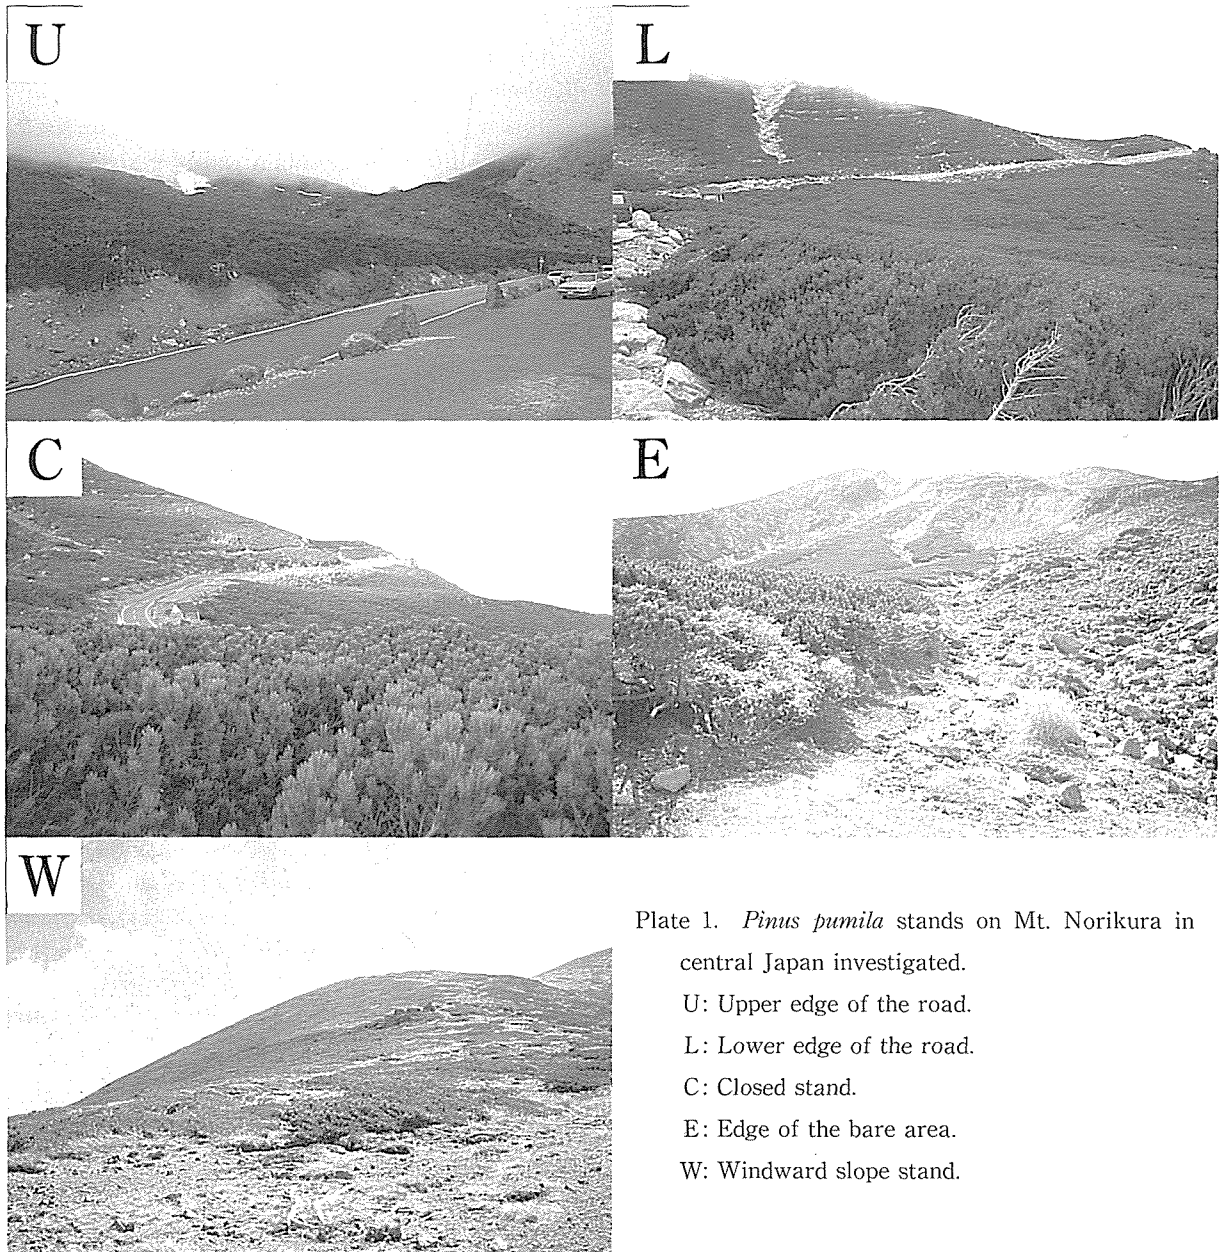 U
L
C
E
W
Plate 1. Pinus pumila stands on Mt. Norikura in
central Japan investigated.
U: Upper edge of the road.
L: Lower edge of the road.
C: Closed stand.
E: Edge of the bare area.
W: Windward slope stand.